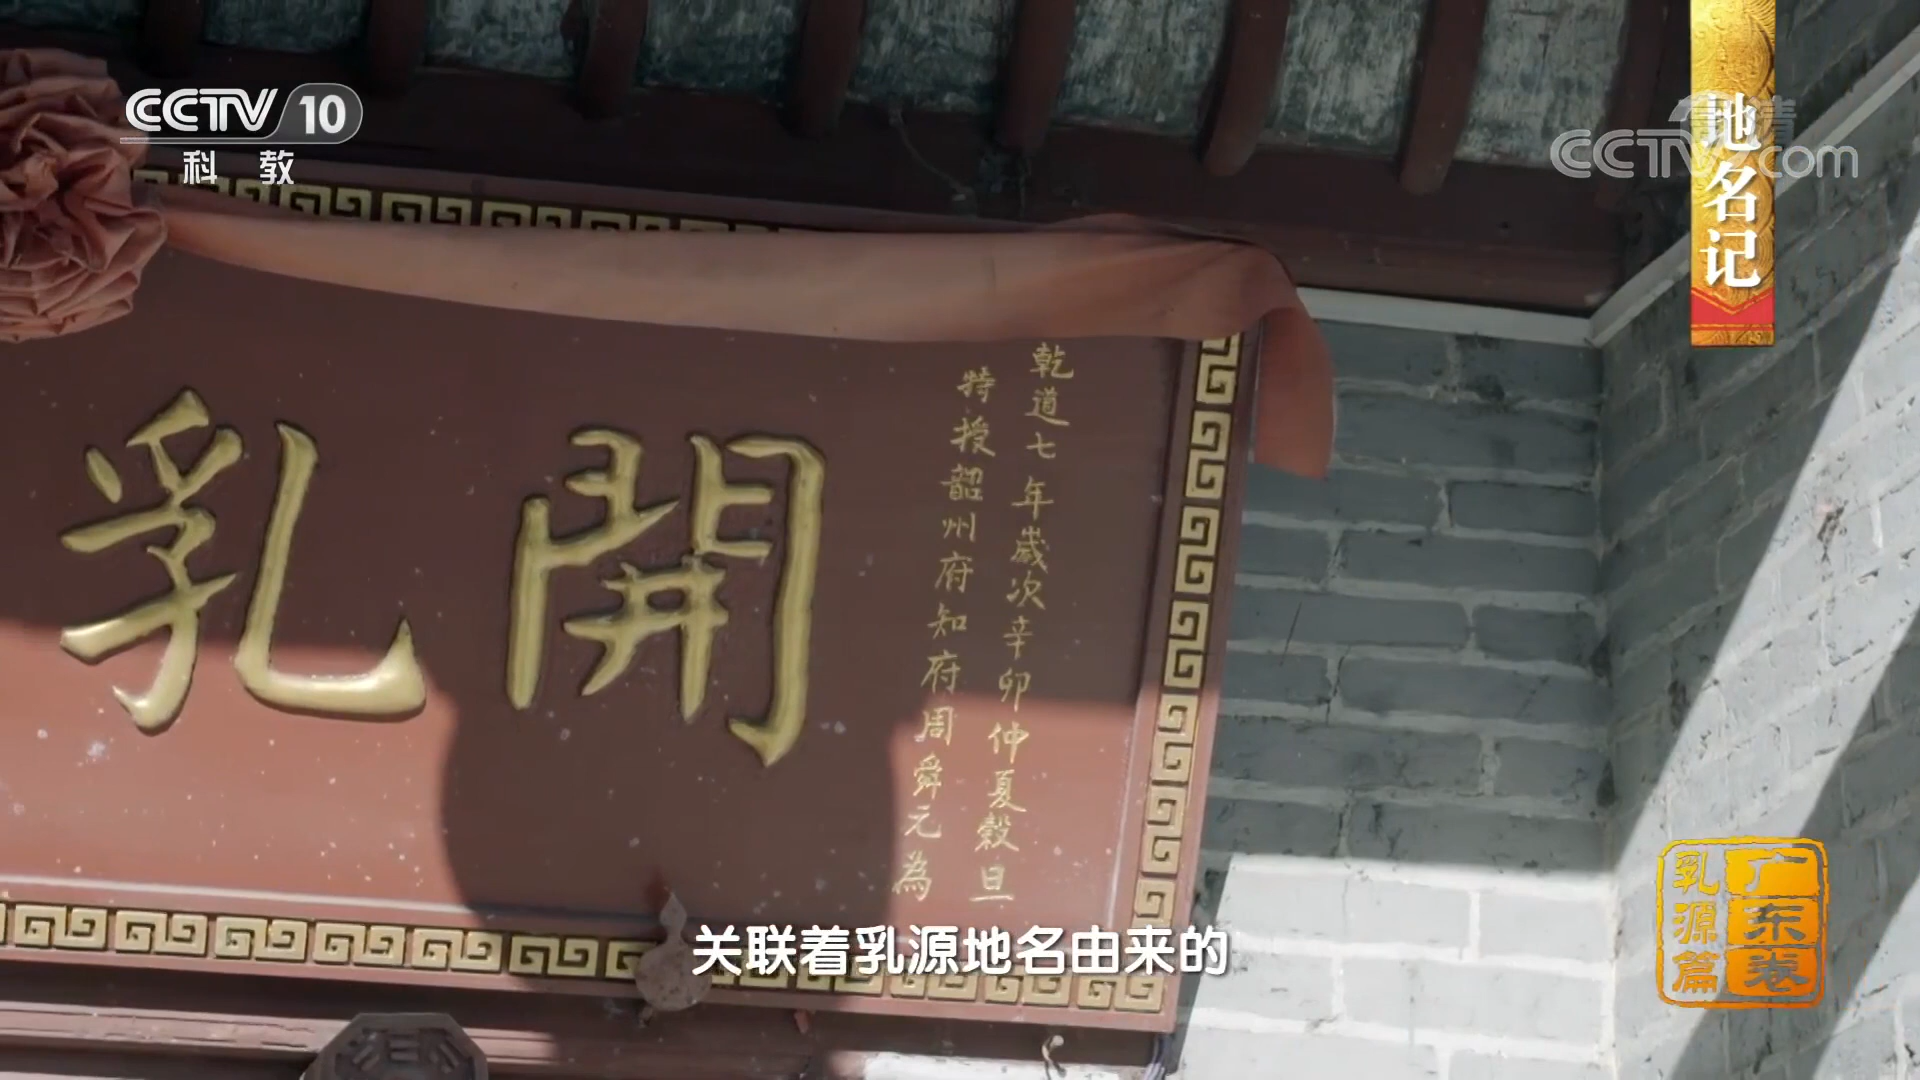 CCTV 10
科教
CCTV.com
地名记
開乳
乾道七年歲次辛卯仲夏穀旦
特授韶州府知府周舜元為
关联着乳源地名由来的
广东卷
乳源篇